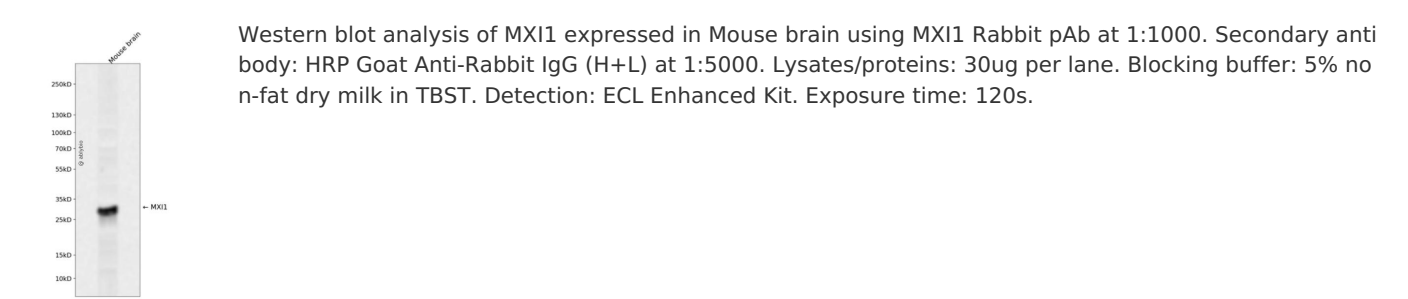 Mouse brain
Western blot analysis of MXI1 expressed in Mouse brain using MXI1 Rabbit pAb at 1:1000. Secondary anti
body: HRP Goat Anti-Rabbit IgG (H+L) at 1:5000. Lysates/proteins: 30ug per lane. Blocking buffer: 5% no
n-fat dry milk in TBST. Detection: ECL Enhanced Kit. Exposure time: 120s.
250kD
130kD
100kD
70kD
55kD
35kD
← MXI1
25kD
15kD
10kD